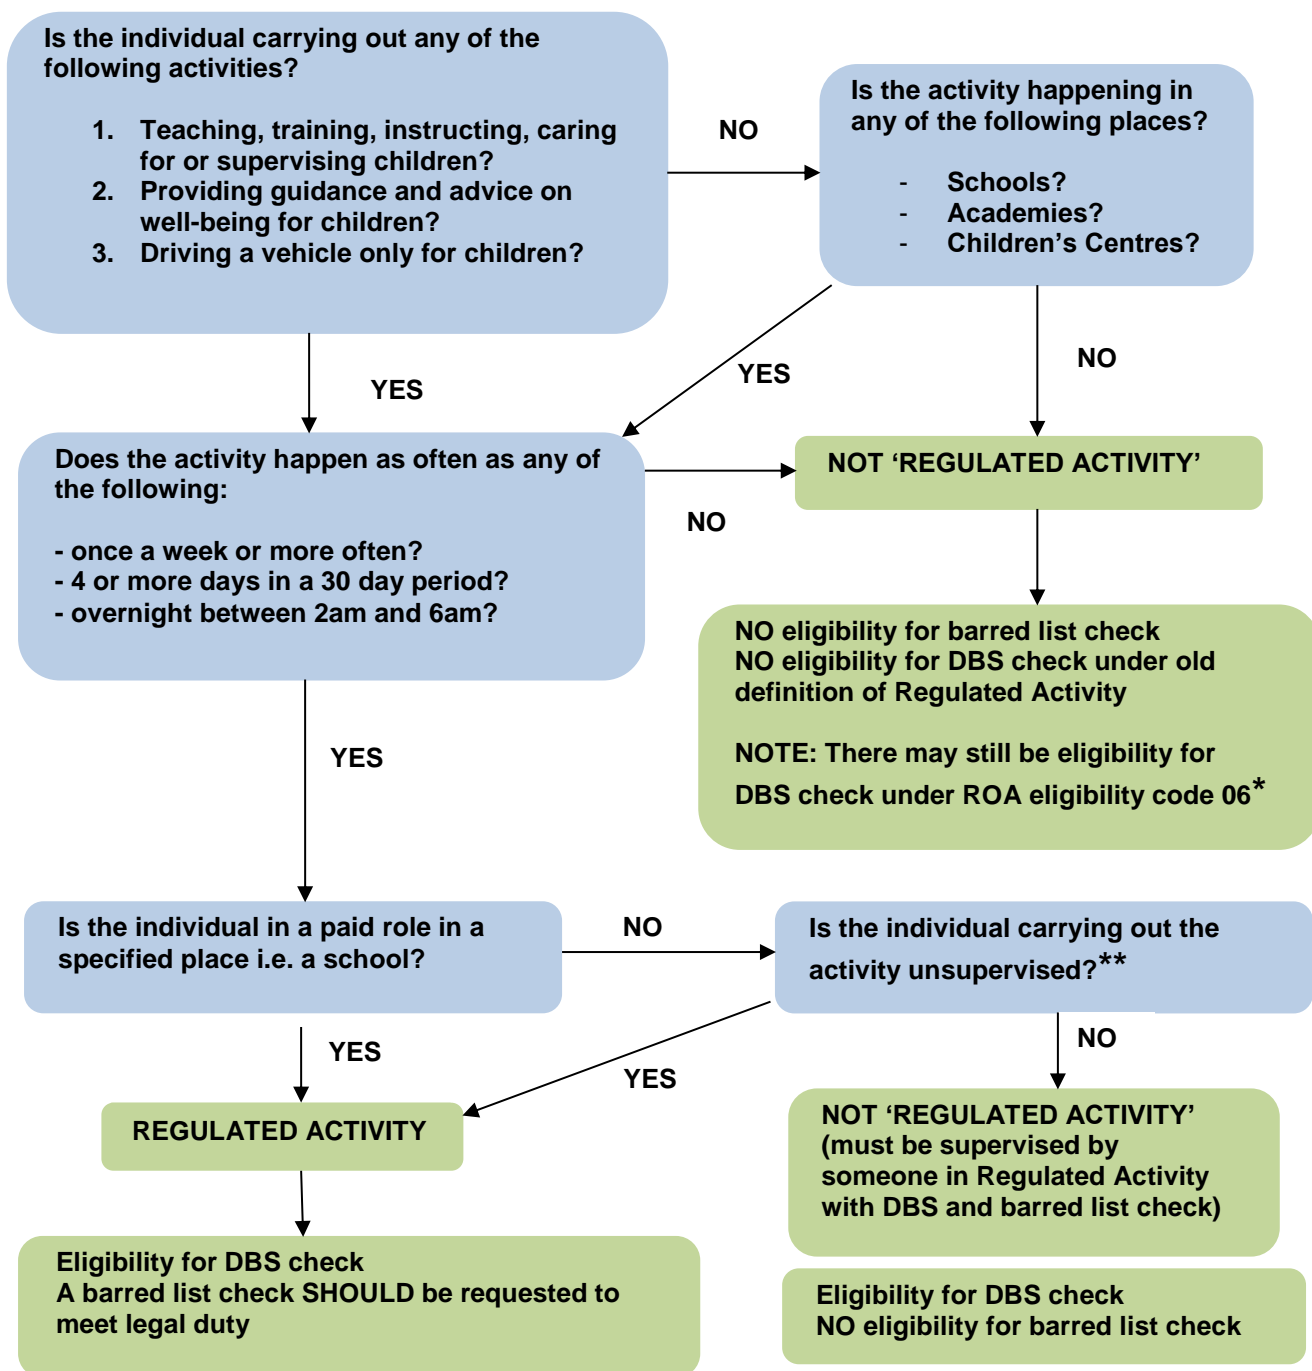 Is the individual carrying out any of the
following activities?
1. Teaching, training, instructing, caring
for or supervising children?
2. Providing guidance and advice on
well-being for children?
3. Driving a vehicle only for children?
NO
Is the activity happening in
any of the following places?
- Schools?
- Academies?
- Children's Centres?
YES
YES
NO
Does the activity happen as often as any of
the following:
- once a week or more often?
- 4 or more days in a 30 day period?
- overnight between 2am and 6am?
NO
NOT ‘REGULATED ACTIVITY’
NO eligibility for barred list check
NO eligibility for DBS check under old
definition of Regulated Activity
NOTE: There may still be eligibility for
DBS check under ROA eligibility code 06*
YES
Is the individual in a paid role in a
specified place i.e. a school?
NO
Is the individual carrying out the
activity unsupervised?**
YES
YES
NO
REGULATED ACTIVITY
NOT ‘REGULATED ACTIVITY’
(must be supervised by
someone in Regulated Activity
with DBS and barred list check)
Eligibility for DBS check
A barred list check SHOULD be requested to
meet legal duty
Eligibility for DBS check
NO eligibility for barred list check